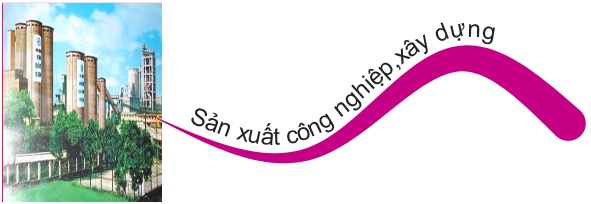 Sản xuất công nghiệp,xây dựng